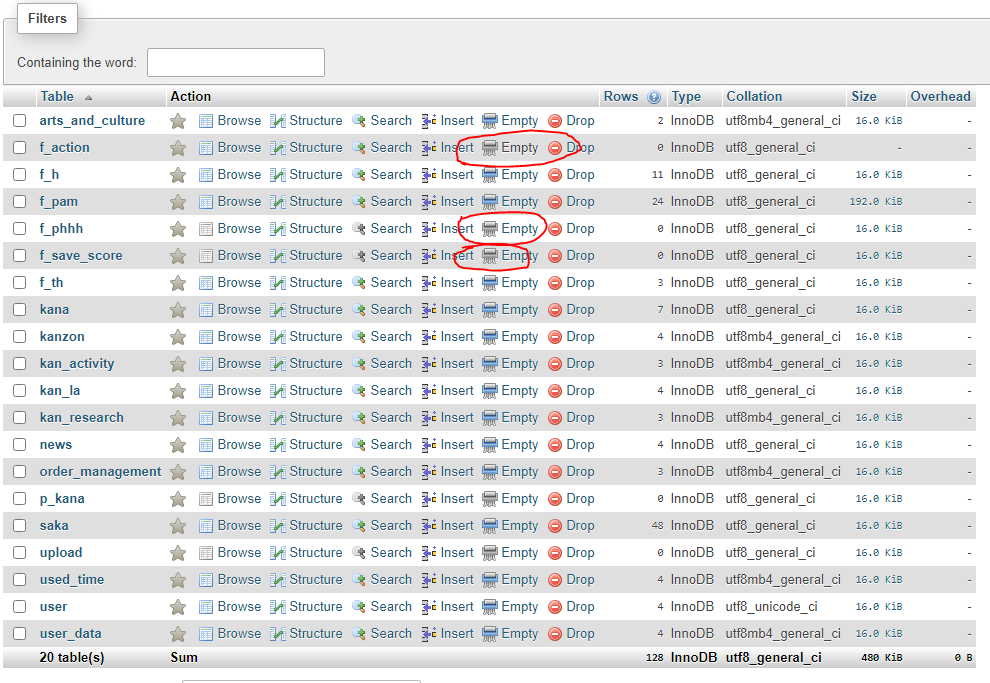 Filters
Containing the word:
Table Action Rows Type Collation Size Overhead
arts_and_culture Browse Structure Search Insert Empty Drop 2 InnoDB utf8mb4_general_ci 16.0 KiB -
f_action Browse Structure Search Insert Empty Drop 0 InnoDB utf8_general_ci - -
f_h Browse Structure Search Insert Empty Drop 11 InnoDB utf8_general_ci 16.0 KiB -
f_pam Browse Structure Search Insert Empty Drop 24 InnoDB utf8_general_ci 192.0 KiB -
f_phhh Browse Structure Search Insert Empty Drop 0 InnoDB utf8_general_ci 16.0 KiB -
f_save_score Browse Structure Search Insert Empty Drop 0 InnoDB utf8_general_ci 16.0 KiB -
f_th Browse Structure Search Insert Empty Drop 3 InnoDB utf8_general_ci 16.0 KiB -
kana Browse Structure Search Insert Empty Drop 7 InnoDB utf8_general_ci 16.0 KiB -
kanzon Browse Structure Search Insert Empty Drop 4 InnoDB utf8mb4_general_ci 16.0 KiB -
kan_activity Browse Structure Search Insert Empty Drop 3 InnoDB utf8mb4_general_ci 16.0 KiB -
kan_la Browse Structure Search Insert Empty Drop 4 InnoDB utf8_general_ci 16.0 KiB -
kan_research Browse Structure Search Insert Empty Drop 3 InnoDB utf8mb4_general_ci 16.0 KiB -
news Browse Structure Search Insert Empty Drop 4 InnoDB utf8_general_ci 16.0 KiB -
order_management Browse Structure Search Insert Empty Drop 3 InnoDB utf8mb4_general_ci 16.0 KiB -
p_kana Browse Structure Search Insert Empty Drop 0 InnoDB utf8_general_ci 16.0 KiB -
saka Browse Structure Search Insert Empty Drop 48 InnoDB utf8_general_ci 16.0 KiB -
upload Browse Structure Search Insert Empty Drop 0 InnoDB utf8_general_ci 16.0 KiB -
used_time Browse Structure Search Insert Empty Drop 4 InnoDB utf8mb4_general_ci 16.0 KiB -
user Browse Structure Search Insert Empty Drop 4 InnoDB utf8_unicode_ci 16.0 KiB -
user_data Browse Structure Search Insert Empty Drop 4 InnoDB utf8mb4_general_ci 16.0 KiB -
20 table(s) Sum 128 InnoDB utf8_general_ci 480 KiB 0 B